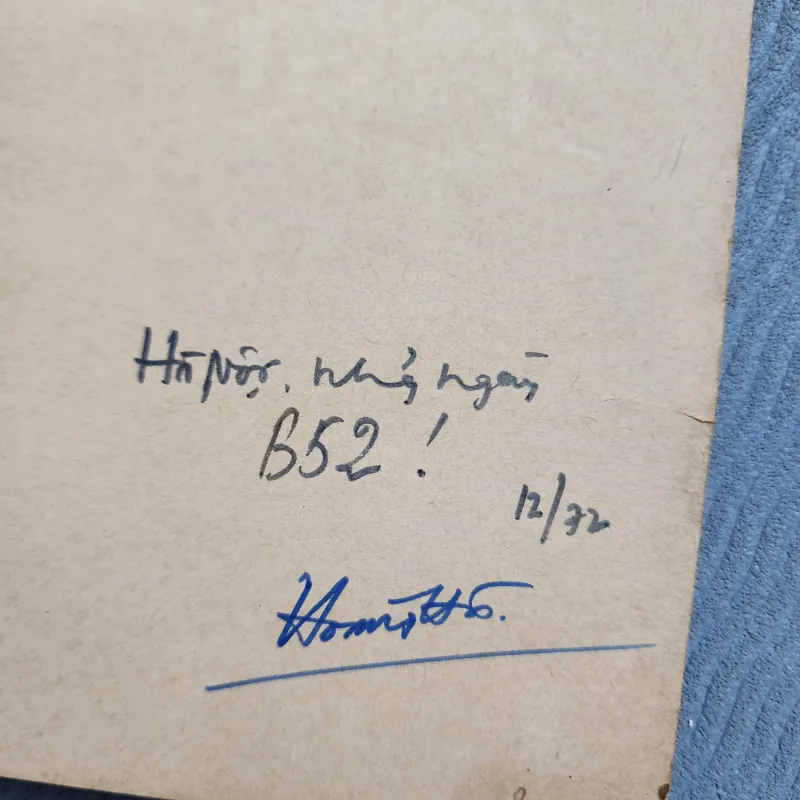 Hà Nội, những ngày
B52!
12/72